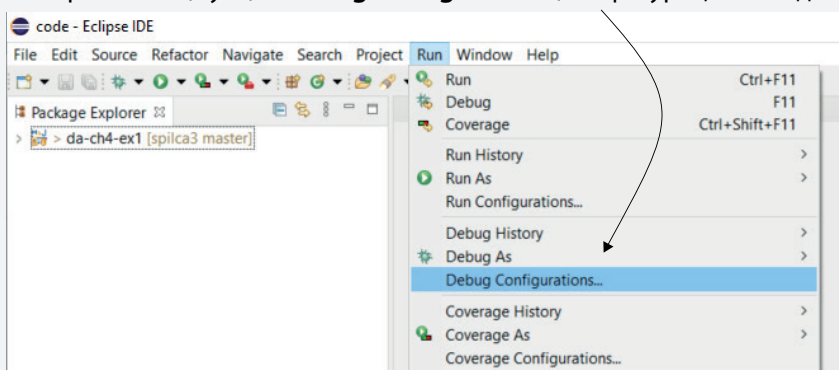 code - Eclipse IDE
File Edit Source Refactor Navigate Search Project Run Window Help
Package Explorer
> da-ch4-ex1 [spilca3 master]
Run Ctrl+F11
Debug F11
Coverage Ctrl+Shift+F11
Run History >
Run As >
Run Configurations...
Debug History >
Debug As >
Debug Configurations...
Coverage History >
Coverage As >
Coverage Configurations...